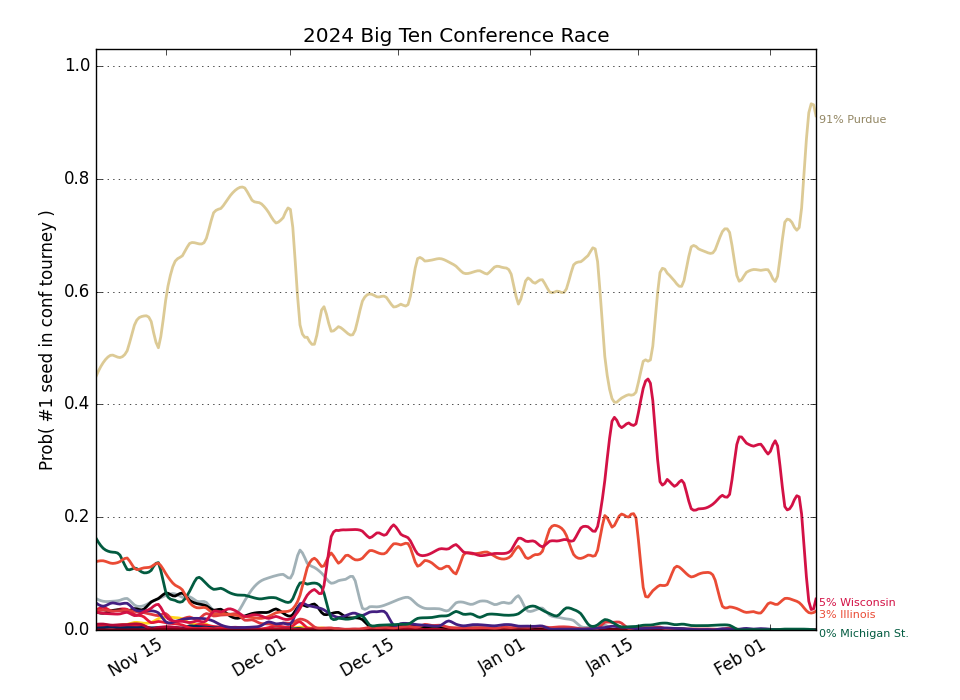 2024 Big Ten Conference Race
Prob( #1 seed in conf tourney )
1.0
0.8
0.6
0.4
0.2
0.0
Nov 15
Dec 01
Dec 15
Jan 01
Jan 15
Feb 01
91% Purdue
5% Wisconsin
3% Illinois
0% Michigan St.